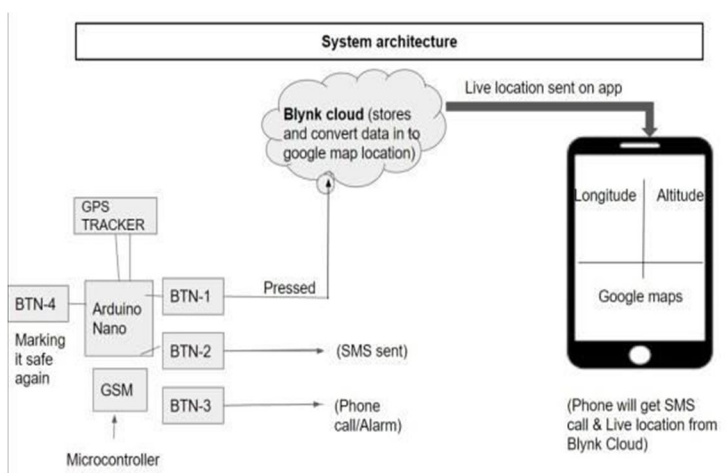 System architecture
Live location sent on app
Blynk cloud (stores
and convert data in to
google map location)
Longitude
Altitude
GPS
TRACKER
BTN-4
Arduino
Nano
BTN-1
Pressed
Google maps
Marking
it safe
again
BTN-2
(SMS sent)
GSM
BTN-3
(Phone
call/Alarm)
(Phone will get SMS
call & Live location from
Blynk Cloud)
Microcontroller